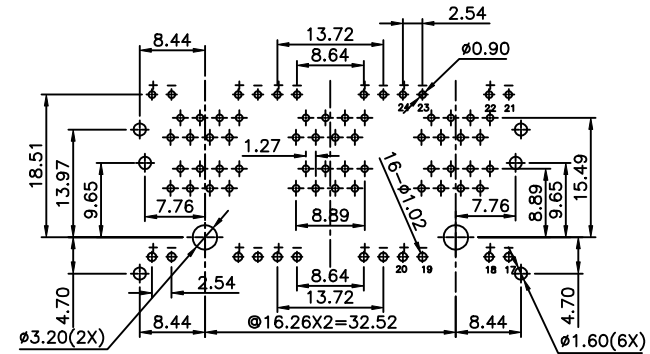 2.54
13.72
8.44
8.64
ø0.90
+ − + − + − + − + − + −
24 23 22 21
18.51
13.97
9.65
1.27
16-ø1.02
15.49
8.89
9.65
7.76
8.89
7.76
+ − + − + − + − + − + −
20 19 18 17
4.70
2.54
8.64
13.72
4.70
ø3.20(2X)
8.44
@16.26X2=32.52
8.44
ø1.60(6X)